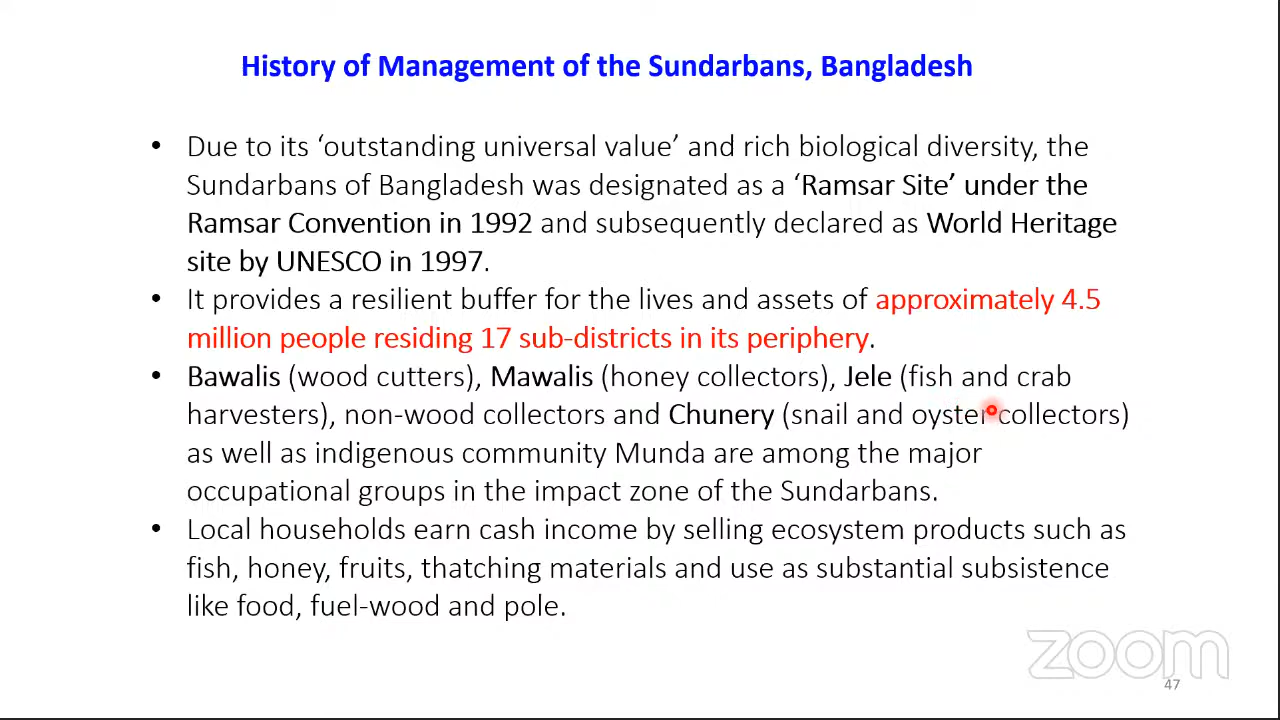 History of Management of the Sundarbans, Bangladesh
• Due to its ‘outstanding universal value’ and rich biological diversity, the
Sundarbans of Bangladesh was designated as a ‘Ramsar Site’ under the
Ramsar Convention in 1992 and subsequently declared as World Heritage
site by UNESCO in 1997.
• It provides a resilient buffer for the lives and assets of approximately 4.5
million people residing 17 sub-districts in its periphery.
• Bawalis (wood cutters), Mawalis (honey collectors), Jele (fish and crab
harvesters), non-wood collectors and Chunery (snail and oyster collectors)
as well as indigenous community Munda are among the major
occupational groups in the impact zone of the Sundarbans.
• Local households earn cash income by selling ecosystem products such as
fish, honey, fruits, thatching materials and use as substantial subsistence
like food, fuel-wood and pole.
zoom
47